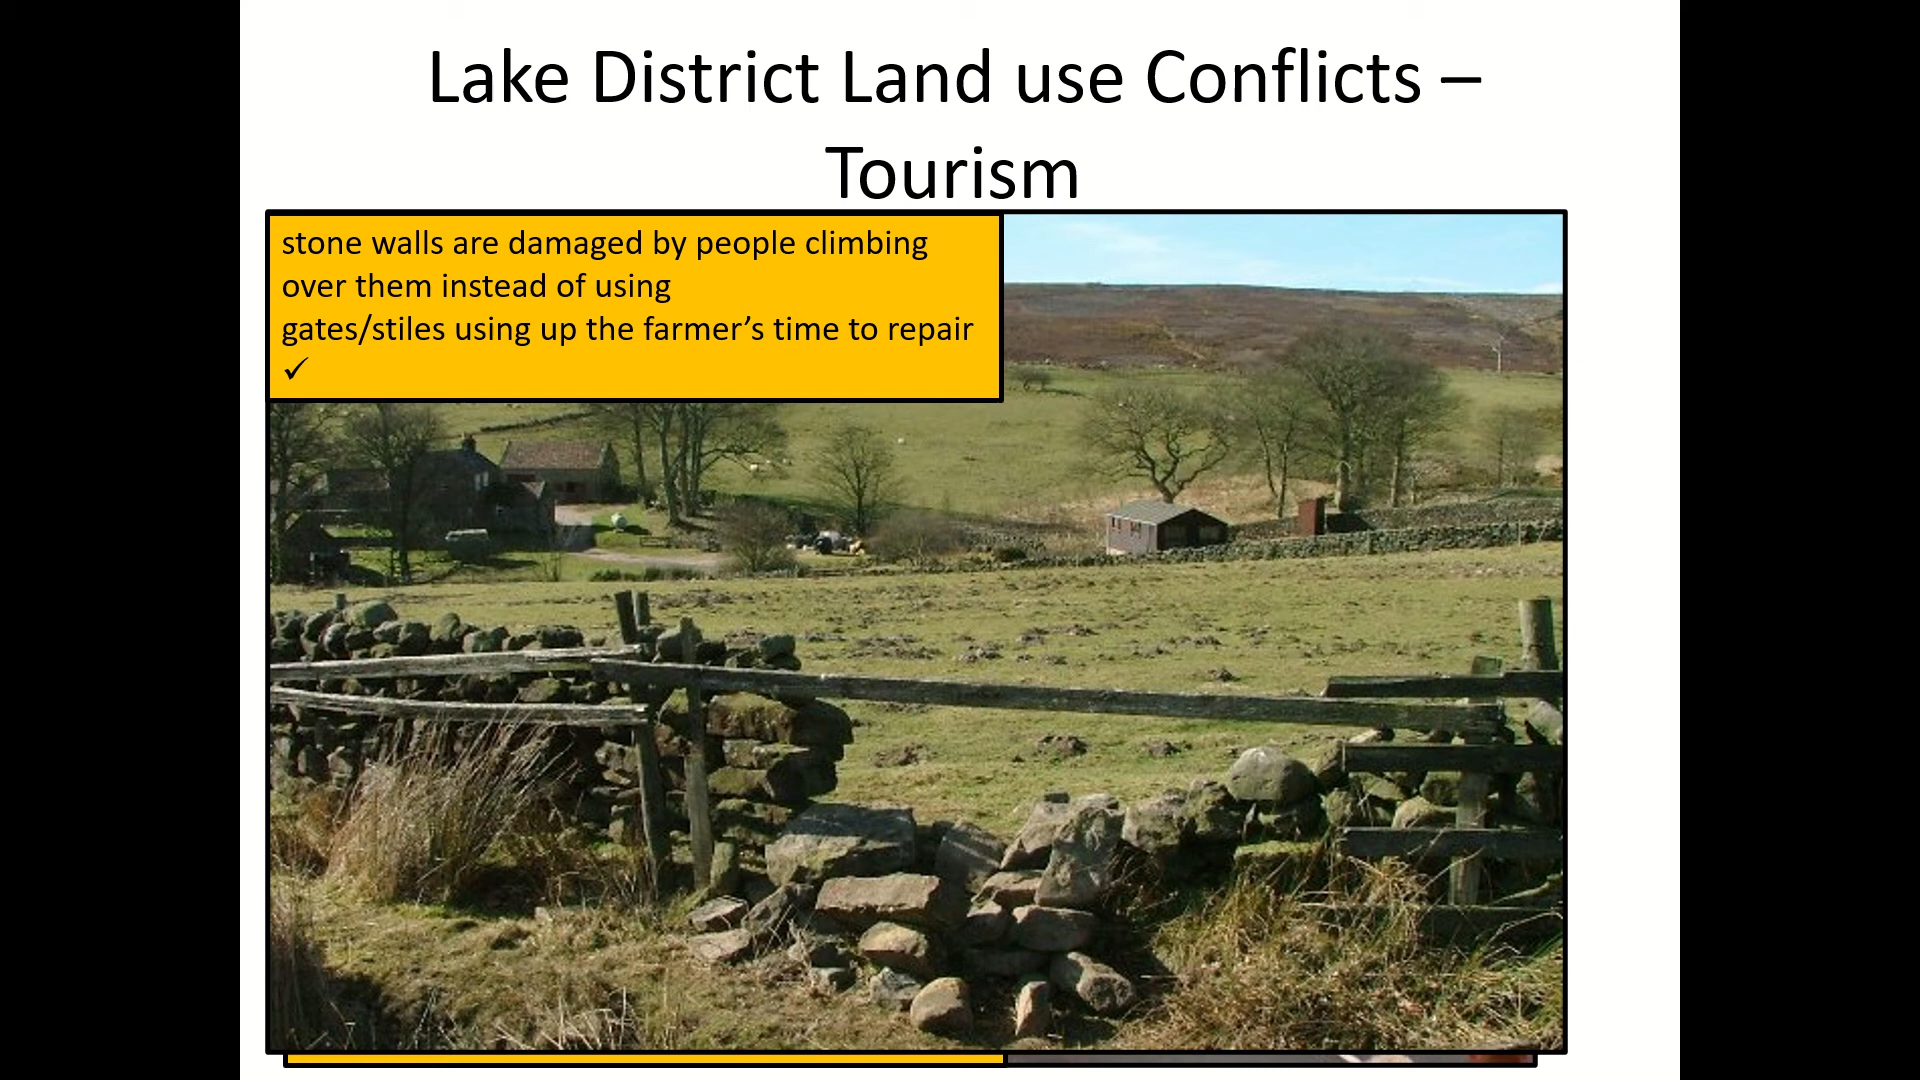 Lake District Land use Conflicts –
Tourism
stone walls are damaged by people climbing
over them instead of using
gates/stiles using up the farmer’s time to repair
✓